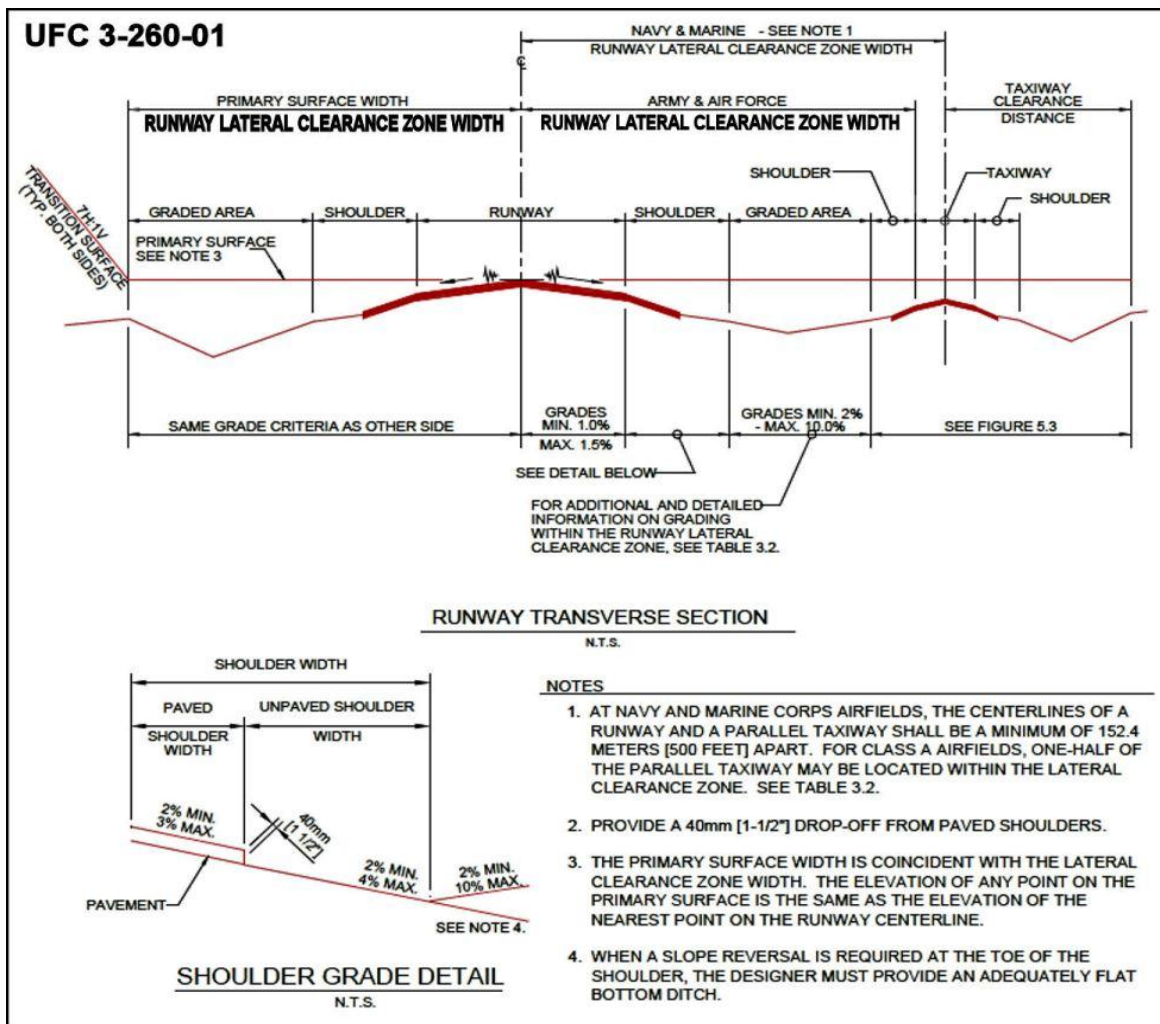 UFC 3-260-01
NAVY & MARINE - SEE NOTE 1
RUNWAY LATERAL CLEARANCE ZONE WIDTH
℄
PRIMARY SURFACE WIDTH
RUNWAY LATERAL CLEARANCE ZONE WIDTH
ARMY & AIR FORCE
RUNWAY LATERAL CLEARANCE ZONE WIDTH
TAXIWAY
CLEARANCE
DISTANCE
SHOULDER
TAXIWAY
SHOULDER
7H:1V
TRANSITION SURFACE
(TYP. BOTH SIDES)
GRADED AREA
SHOULDER
RUNWAY
SHOULDER
GRADED AREA
PRIMARY SURFACE
SEE NOTE 3
SAME GRADE CRITERIA AS OTHER SIDE
GRADES
MIN. 1.0%
MAX. 1.5%
GRADES MIN. 2%
- MAX. 10.0%
SEE FIGURE 5.3
SEE DETAIL BELOW
FOR ADDITIONAL AND DETAILED
INFORMATION ON GRADING
WITHIN THE RUNWAY LATERAL
CLEARANCE ZONE, SEE TABLE 3.2.
RUNWAY TRANSVERSE SECTION
N.T.S.
SHOULDER WIDTH
PAVED
SHOULDER
WIDTH
UNPAVED SHOULDER
WIDTH
2% MIN.
3% MAX.
40mm
[1 1/2"]
2% MIN.
4% MAX.
2% MIN.
10% MAX.
PAVEMENT
SEE NOTE 4.
SHOULDER GRADE DETAIL
N.T.S.
NOTES
1. AT NAVY AND MARINE CORPS AIRFIELDS, THE CENTERLINES OF A
RUNWAY AND A PARALLEL TAXIWAY SHALL BE A MINIMUM OF 152.4
METERS [500 FEET] APART. FOR CLASS A AIRFIELDS, ONE-HALF OF
THE PARALLEL TAXIWAY MAY BE LOCATED WITHIN THE LATERAL
CLEARANCE ZONE. SEE TABLE 3.2.
2. PROVIDE A 40mm [1-1/2"] DROP-OFF FROM PAVED SHOULDERS.
3. THE PRIMARY SURFACE WIDTH IS COINCIDENT WITH THE LATERAL
CLEARANCE ZONE WIDTH. THE ELEVATION OF ANY POINT ON THE
PRIMARY SURFACE IS THE SAME AS THE ELEVATION OF THE
NEAREST POINT ON THE RUNWAY CENTERLINE.
4. WHEN A SLOPE REVERSAL IS REQUIRED AT THE TOE OF THE
SHOULDER, THE DESIGNER MUST PROVIDE AN ADEQUATELY FLAT
BOTTOM DITCH.